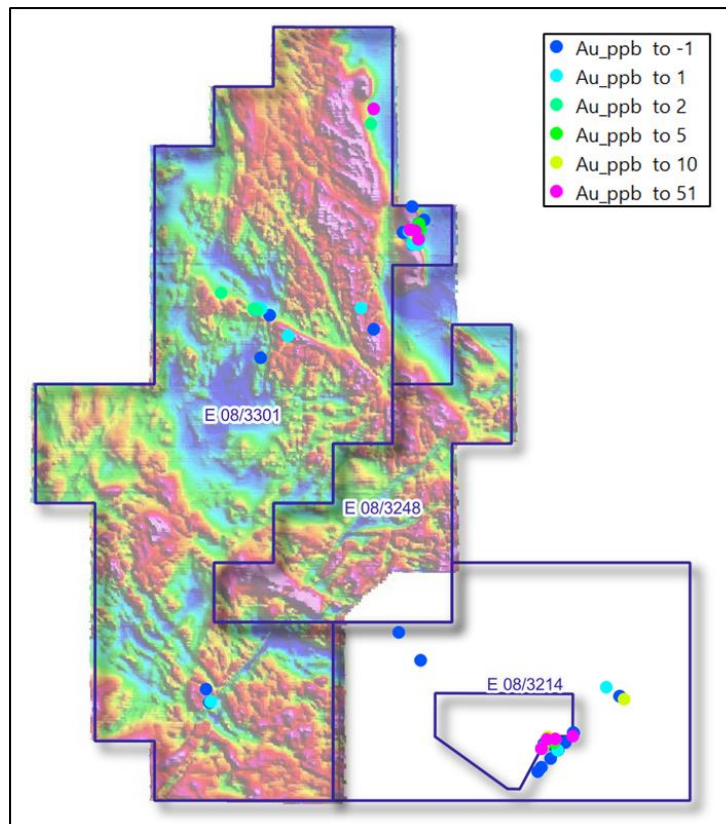 Au_ppb to -1
Au_ppb to 1
Au_ppb to 2
Au_ppb to 5
Au_ppb to 10
Au_ppb to 51
E 08/3301
E 08/3248
E 08/3214